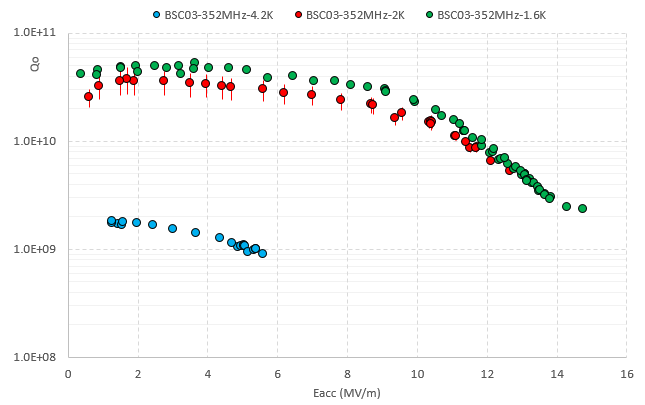 BSC03-352MHz-4.2K BSC03-352MHz-2K BSC03-352MHz-1.6K
1.0E+11
Qo
1.0E+10
1.0E+09
1.0E+08
0 2 4 6 8 10 12 14 16
Eacc (MV/m)